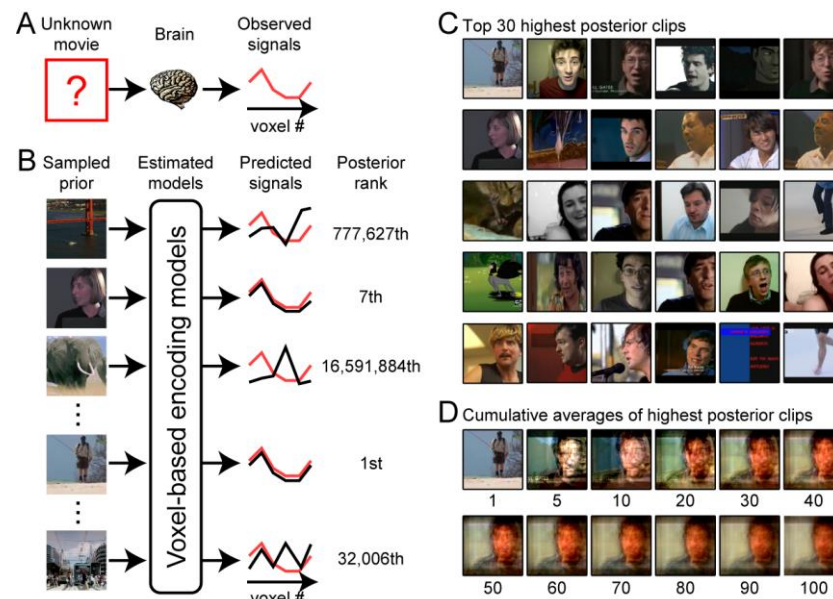 A
Unknown
movie
Brain
Observed
signals
?
voxel #
B
Sampled
prior
Estimated
models
Predicted
signals
Posterior
rank
Voxel-based encoding models
777,627th
7th
16,591,884th
1st
32,006th
voxel #
C Top 30 highest posterior clips
D Cumulative averages of highest posterior clips
1 5 10 20 30 40
50 60 70 80 90 100